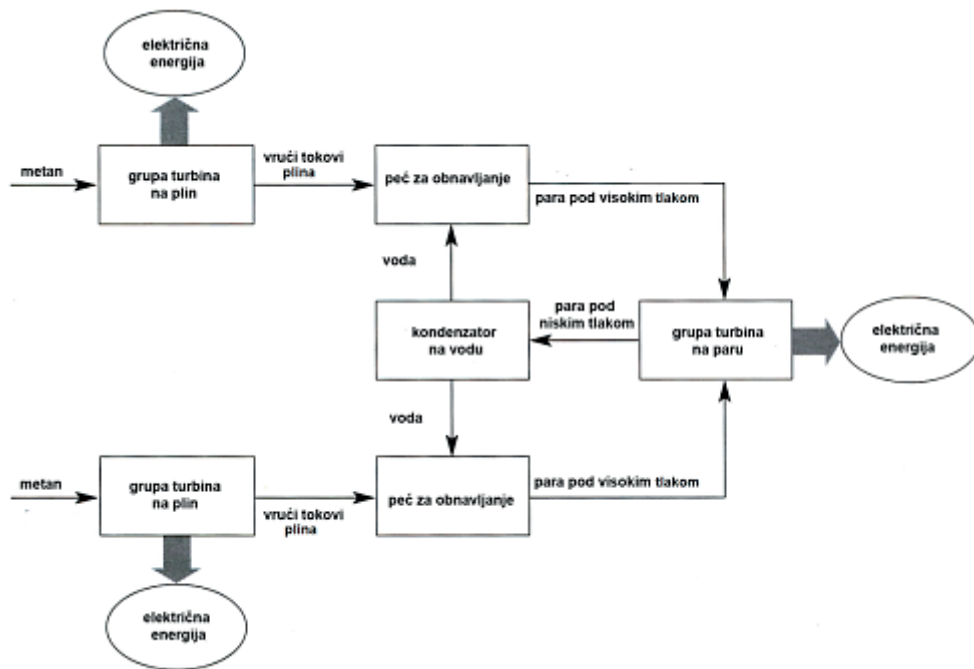 električna
energija
metan
grupa turbina
na plin
vrući tokovi
plina
peć za obnavljanje
para pod visokim tlakom
voda
kondenzator
na vodu
para pod
niskim tlakom
grupa turbina
na paru
električna
energija
voda
metan
grupa turbina
na plin
vrući tokovi
plina
peć za obnavljanje
para pod visokim tlakom
električna
energija